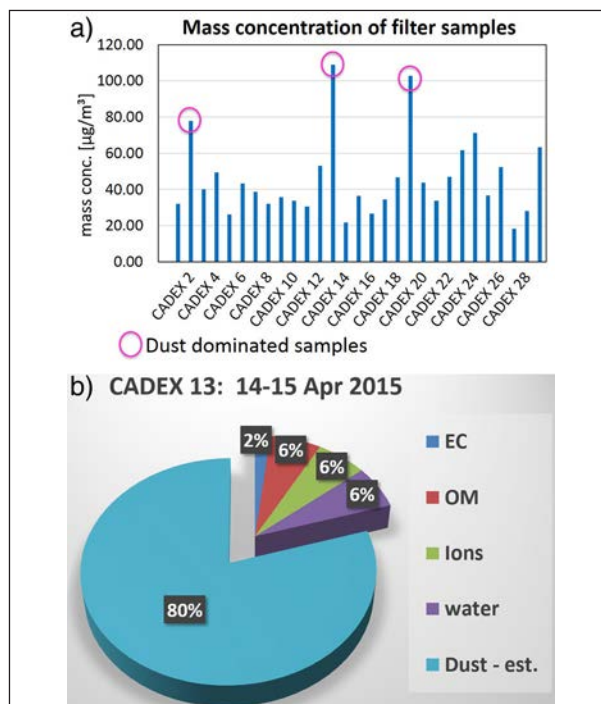 a)
Mass concentration of filter samples
mass conc. [µg/m³]
120.00
100.00
80.00
60.00
40.00
20.00
0.00
CADEX 2
CADEX 4
CADEX 6
CADEX 8
CADEX 10
CADEX 12
CADEX 14
CADEX 16
CADEX 18
CADEX 20
CADEX 22
CADEX 24
CADEX 26
CADEX 28
Dust dominated samples
b) CADEX 13: 14-15 Apr 2015
2%
6%
6%
6%
80%
EC
OM
Ions
water
Dust - est.